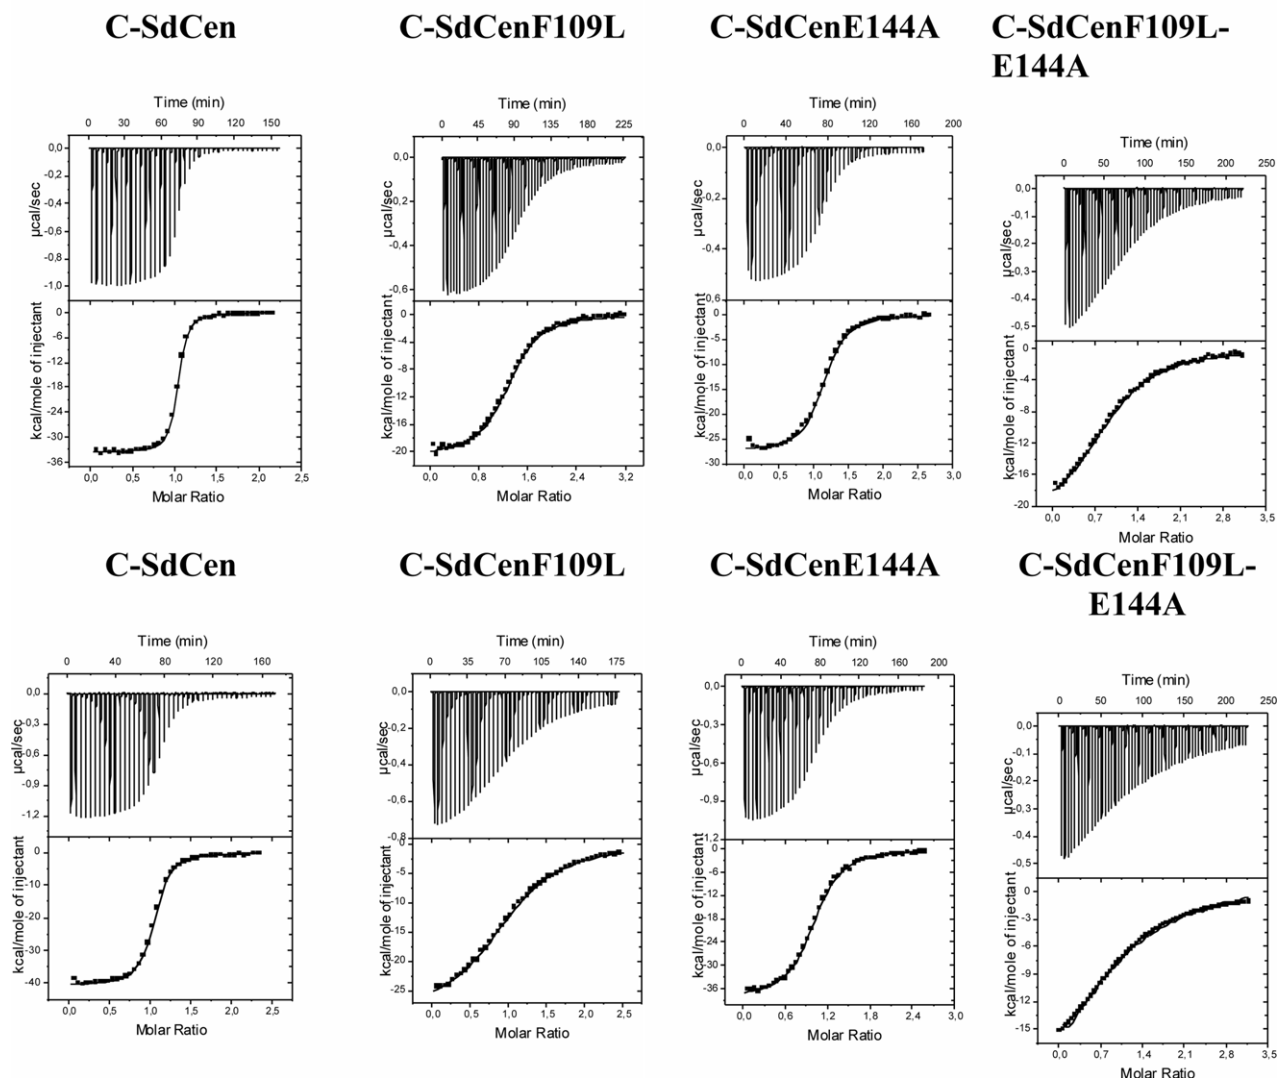 C-SdCen
C-SdCenF109L
C-SdCenE144A
C-SdCenF109L-
E144A
Time (min)
0 30 60 90 120 150
0,0
-0,2
-0,4
-0,6
-0,8
-1,0
µcal/sec
0
-6
-12
-18
-24
-30
-36
kcal/mole of injectant
0,0 0,5 1,0 1,5 2,0 2,5
Molar Ratio
Time (min)
0 45 90 135 180 225
0,0
-0,2
-0,4
-0,6
µcal/sec
0
-4
-8
-12
-16
-20
kcal/mole of injectant
0,0 0,8 1,6 2,4 3,2
Molar Ratio
Time (min)
0 40 80 120 160 200
0,0
-0,2
-0,4
0,6
µcal/sec
0
-5
-10
-15
-20
-25
-30
kcal/mole of injectant
0,0 0,5 1,0 1,5 2,0 2,5 3,0
Molar Ratio
Time (min)
0 50 100 150 200 250
0,0
-0,1
-0,2
-0,3
-0,4
-0,5
µcal/sec
0
-4
-8
-12
-16
-20
kcal/mole of injectant
0,0 0,7 1,4 2,1 2,8 3,5
Molar Ratio
C-SdCen
C-SdCenF109L
C-SdCenE144A
C-SdCenF109L-
E144A
Time (min)
0 40 80 120 160
0,0
-0,3
-0,6
-0,9
-1,2
µcal/sec
0
-10
-20
-30
-40
kcal/mole of injectant
0,0 0,5 1,0 1,5 2,0 2,5
Molar Ratio
Time (min)
0 35 70 105 140 175
0,0
-0,2
-0,4
-0,6
-0,8
µcal/sec
0
-5
-10
-15
-20
-25
kcal/mole of injectant
0,0 0,5 1,0 1,5 2,0 2,5
Molar Ratio
Time (min)
0 40 80 120 160 200
0,0
-0,3
-0,6
-0,9
1,2
µcal/sec
0
-6
-12
-18
-24
-30
-36
kcal/mole of injectant
0,0 0,6 1,2 1,8 2,4 3,0
Molar Ratio
Time (min)
0 50 100 150 200 250
0,0
-0,1
-0,2
-0,3
-0,4
-0,5
µcal/sec
0
-3
-6
-9
-12
-15
kcal/mole of injectant
0,0 0,7 1,4 2,1 2,8 3,5
Molar Ratio